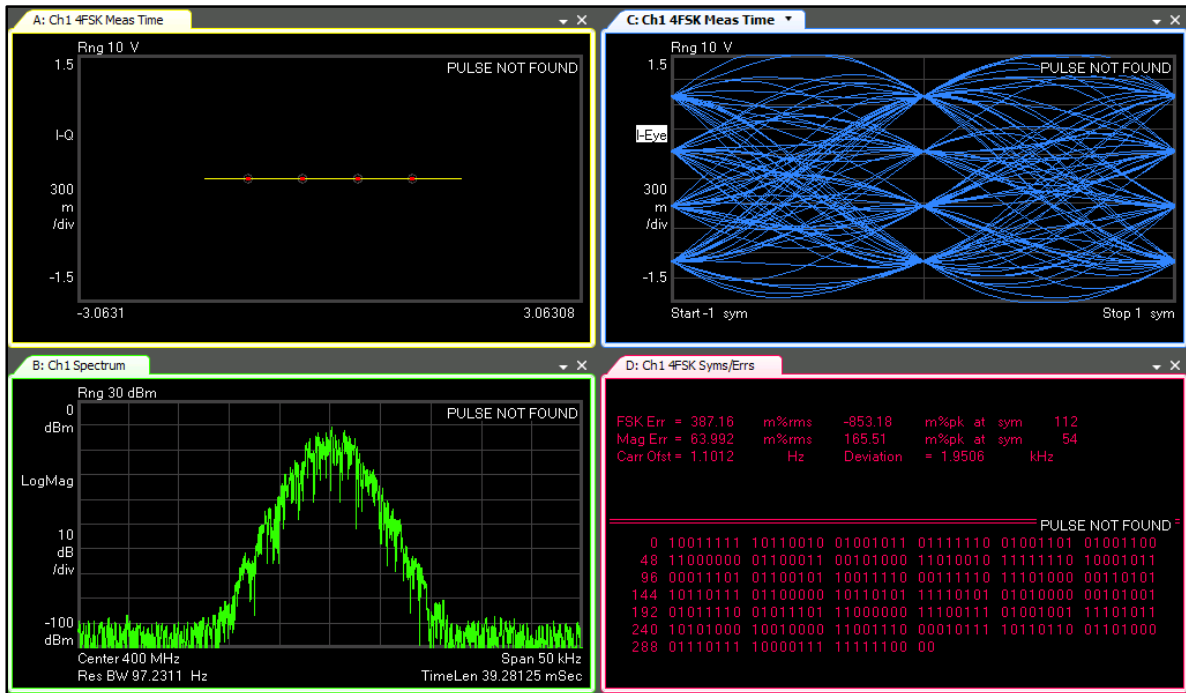 A: Ch1 4FSK Meas Time
Rng 10 V
1.5
PULSE NOT FOUND
I-Q
300
m
/div
-1.5
-3.0631
3.06308
C: Ch1 4FSK Meas Time
Rng 10 V
1.5
PULSE NOT FOUND
I-Eye
300
m
/div
-1.5
Start -1 sym
Stop 1 sym
B: Ch1 Spectrum
Rng 30 dBm
0
dBm
PULSE NOT FOUND
LogMag
10
dB
/div
-100
dBm
Center 400 MHz
Span 50 kHz
Res BW 97.2311 Hz
TimeLen 39.28125 mSec
D: Ch1 4FSK Syms/Errs
FSK Err = 387.16 m%rms -853.18 m%pk at sym 112
Mag Err = 63.992 m%rms 165.51 m%pk at sym 54
Carr Ofst = 1.1012 Hz Deviation = 1.9506 kHz
PULSE NOT FOUND
0 10011111 10110010 01001011 01111110 01001101 01001100
48 11000000 01100011 00101000 11010010 11111110 10001011
96 00011101 01100101 10011110 00111110 11101000 00110101
144 10110111 01100000 10110101 11110101 01000000 00101001
192 01011110 01011101 11000000 11100111 01001001 11101011
240 10101000 10010000 11001110 00010111 10110110 01101000
288 01110111 10000111 11111100 00